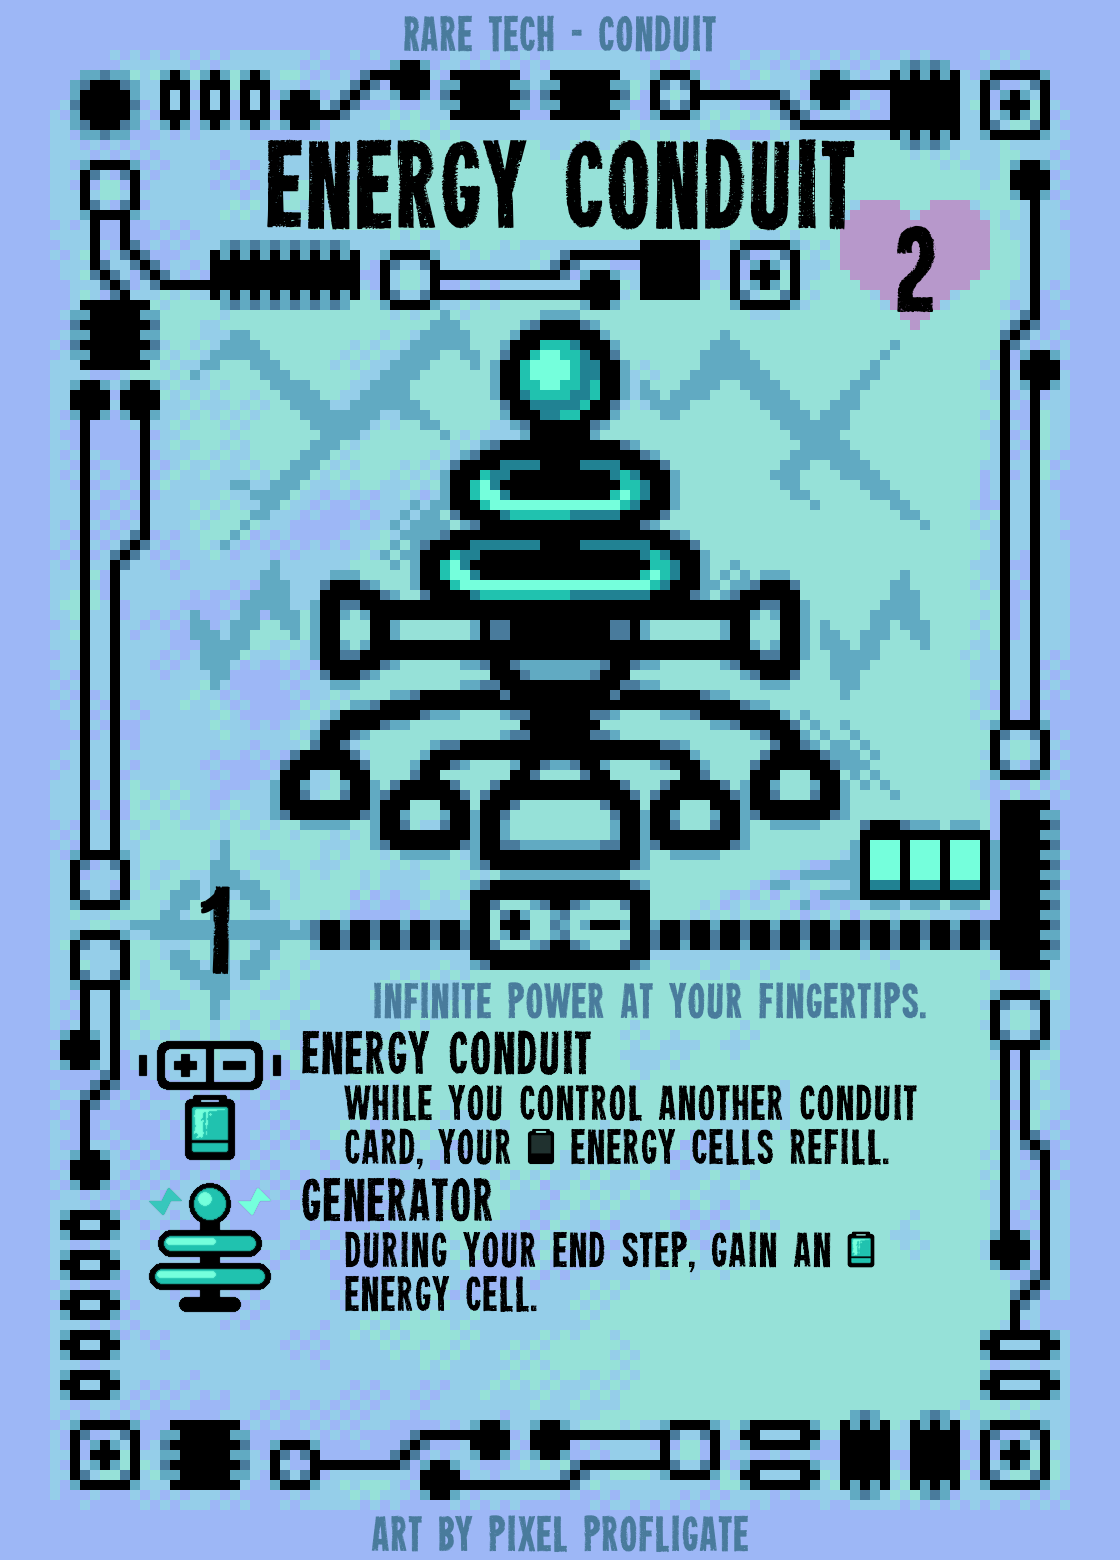 RARE TECH - CONDUIT
ENERGY CONDUIT
2
1
INFINITE POWER AT YOUR FINGERTIPS.
ENERGY CONDUIT
WHILE YOU CONTROL ANOTHER CONDUIT
CARD, YOUR ENERGY CELLS REFILL.
GENERATOR
DURING YOUR END STEP, GAIN AN
ENERGY CELL.
ART BY PIXEL PROFLIGATE